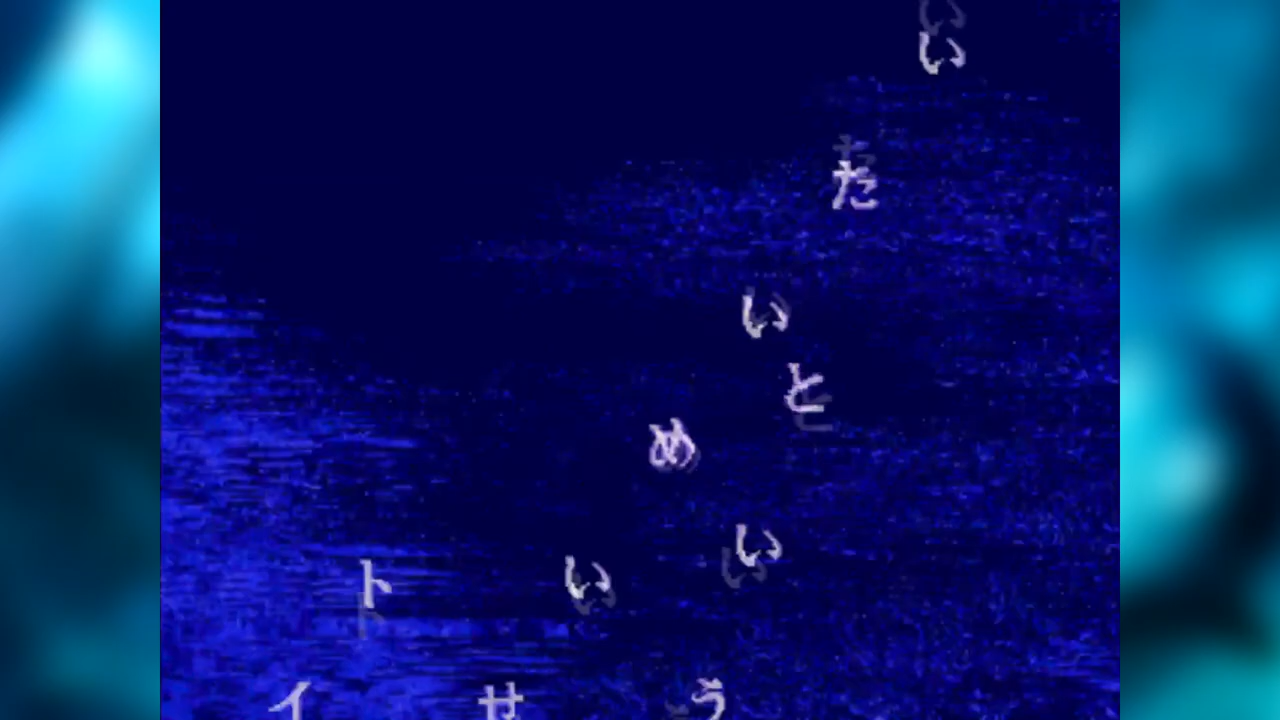 い
た
い
と
め
い
い
ト
イ せ う